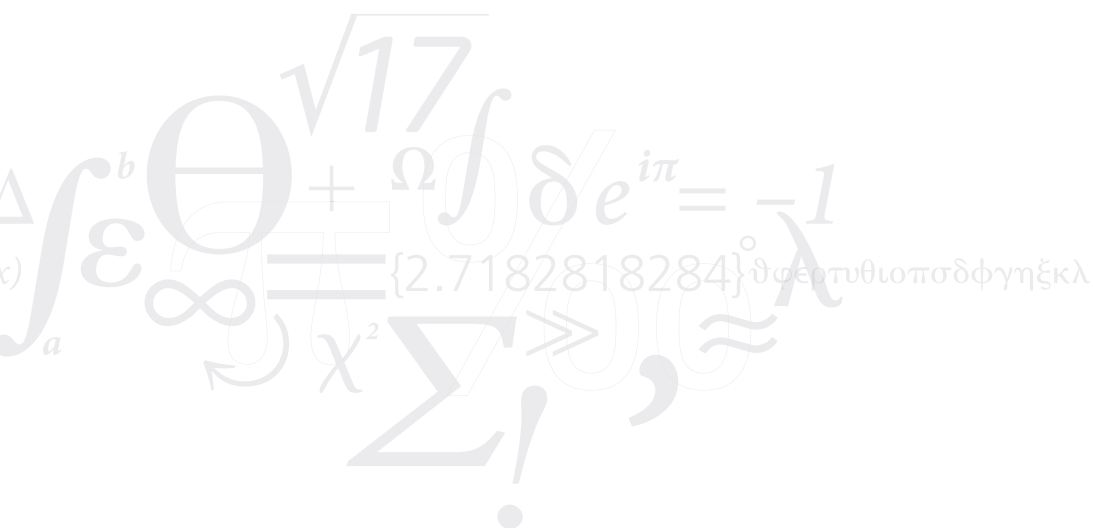 √17
Δ ∫ₐᵇ ε Θ + Ω ∫ δ e^{iπ} = −1
∞ = {2.7182818284}° λ
θφερτυθιοπσδφγηξκλ
x)
χ² Σ ≫ ≈
, !